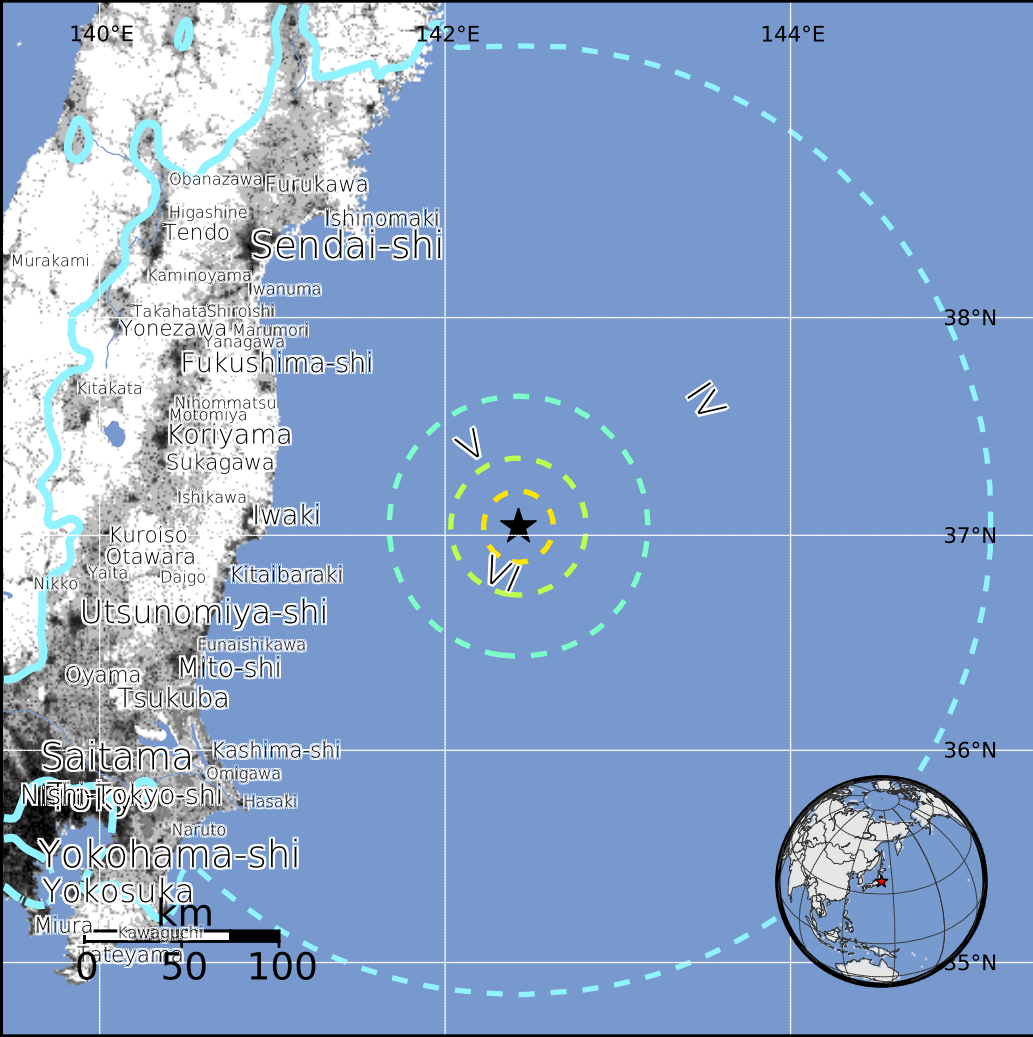 140°E
142°E
144°E
Obanazawa
Furukawa
Higashine
Ishinomaki
Tendo
Sendai-shi
Murakami
Kaminoyama
Iwanuma
Takahata
Shiroishi
38°N
Yonezawa
Marumori
Yanagawa
Fukushima-shi
Kitakata
IV
Nihommatsu
Motomiya
Koriyama
V
Sukagawa
Ishikawa
Iwaki
Kuroiso
37°N
Otawara
Yaita
Daigo
Kitaibaraki
VI
Nikko
Utsunomiya-shi
Funaishikawa
Oyama
Mito-shi
Tsukuba
Saitama
Kashima-shi
36°N
Omigawa
Nishi-Tokyo-shi
Tokyo
Hasaki
Naruto
Yokohama-shi
Yokosuka
km
Miura
Kawaguchi
Tateyama
0 50 100
35°N